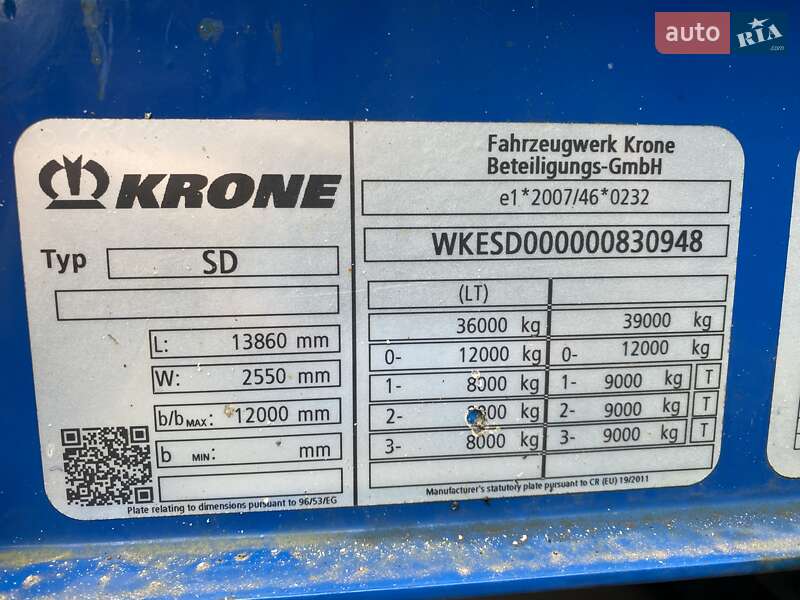 auto RIA .com
KRONE
Typ SD
L: 13860 mm
W: 2550 mm
b/b MAX: 12000 mm
b MIN: mm
Plate relating to dimensions pursuant to 96/53/EG
Fahrzeugwerk Krone
Beteiligungs-GmbH
e1*2007/46*0232
WKESD000000830948
(LT)
36000 kg 39000 kg
0- 12000 kg 0- 12000 kg
1- 8000 kg 1- 9000 kg T
2- kg 2- 9000 kg T
3- 8000 kg 3- 9000 kg T
Manufacturer's statutory plate pursuant to CR (EU) 19/2011